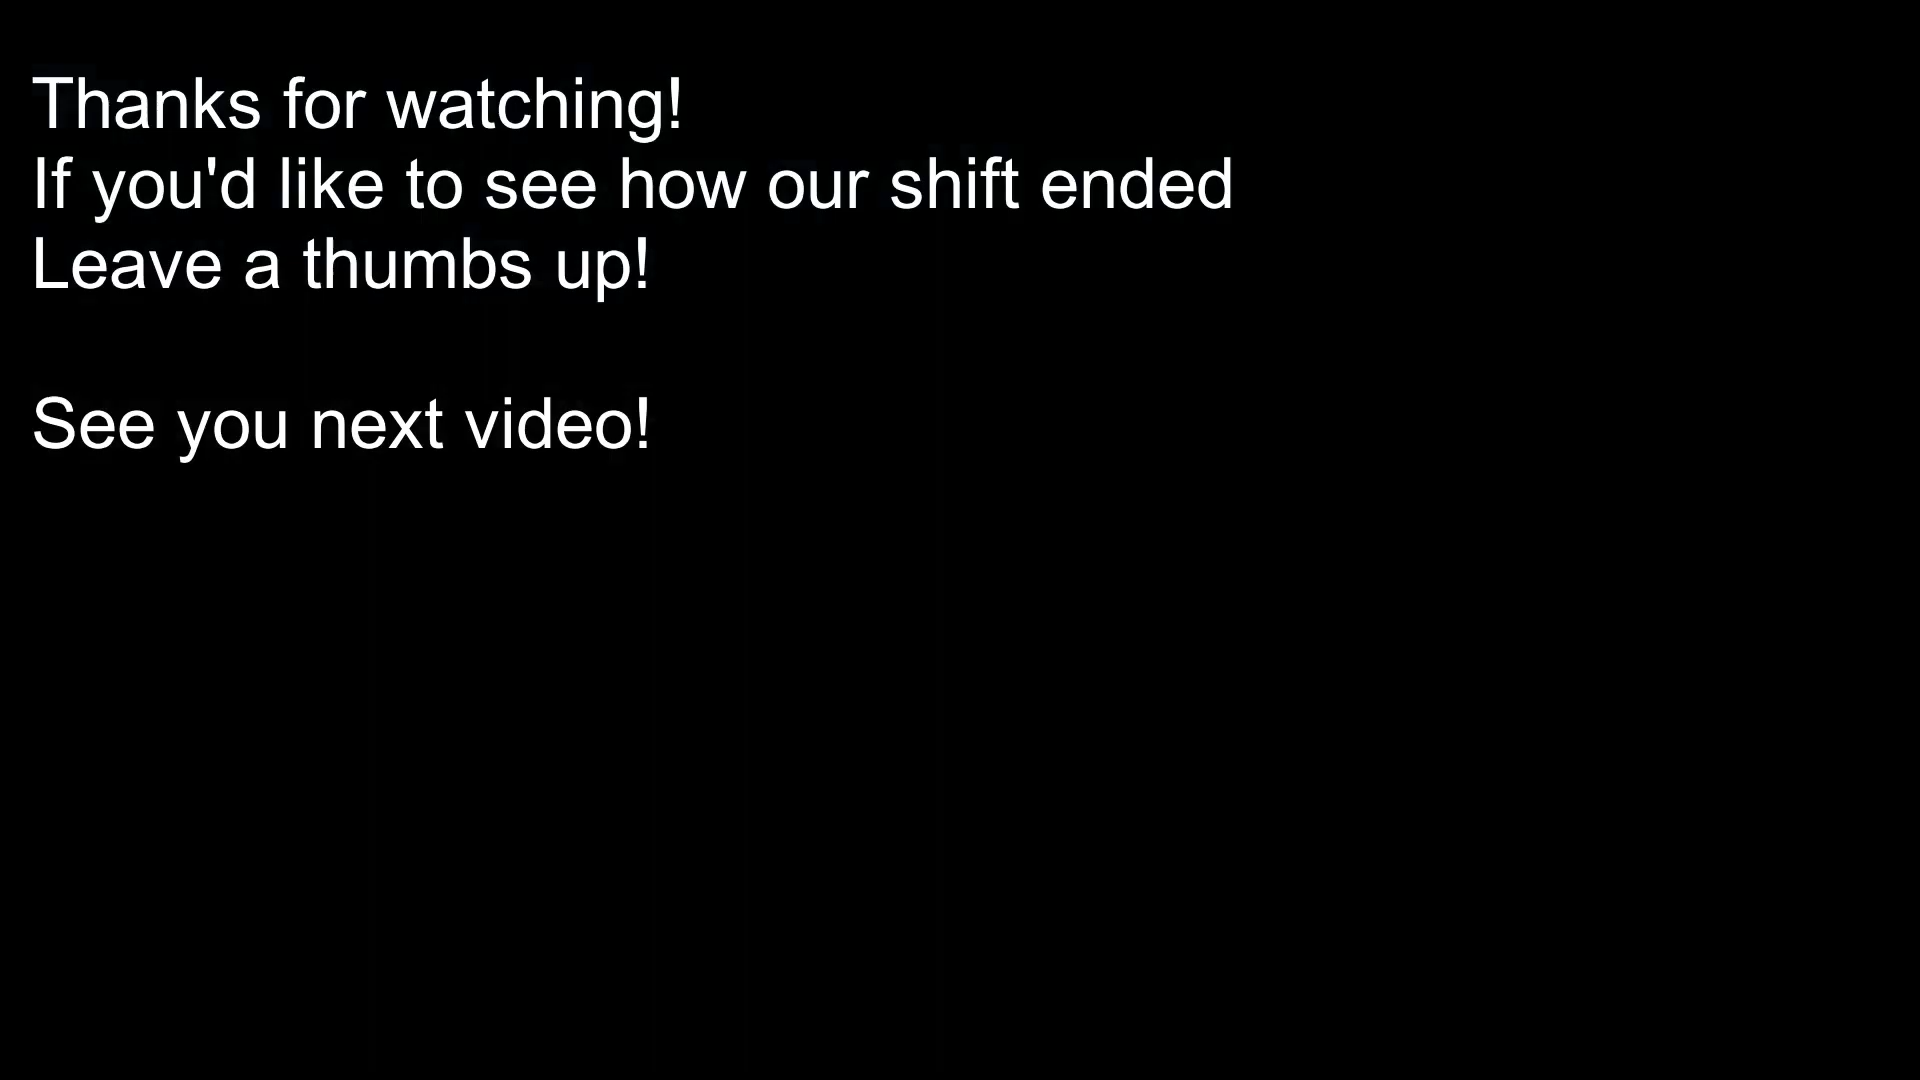 Thanks for watching!
If you'd like to see how our shift ended
Leave a thumbs up!
See you next video!